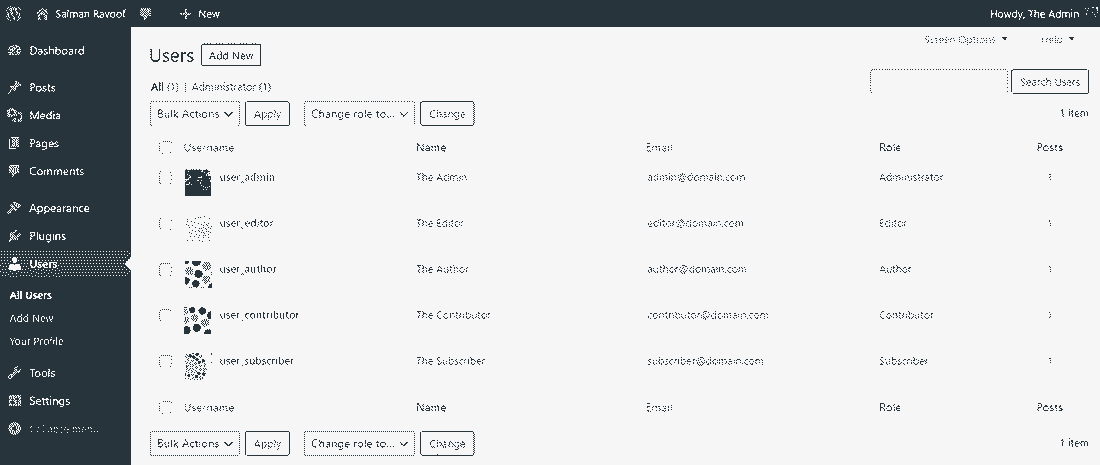 Salman Ravoof
New
Howdy, The Admin
Dashboard
Posts
Media
Pages
Comments
Appearance
Plugins
Users
All Users
Add New
Your Profile
Tools
Settings
Collapse menu
Screen Options
Help
Users Add New
All (1) | Administrator (1)
Search Users
Bulk Actions Apply Change role to... Change 1 item
Username Name Email Role Posts
user_admin The Admin admin@domain.com Administrator 1
user_editor The Editor editor@domain.com Editor 1
user_author The Author author@domain.com Author 1
user_contributor The Contributor contributor@domain.com Contributor 1
user_subscriber The Subscriber subscriber@domain.com Subscriber 1
Username Name Email Role Posts
Bulk Actions Apply Change role to... Change 1 item